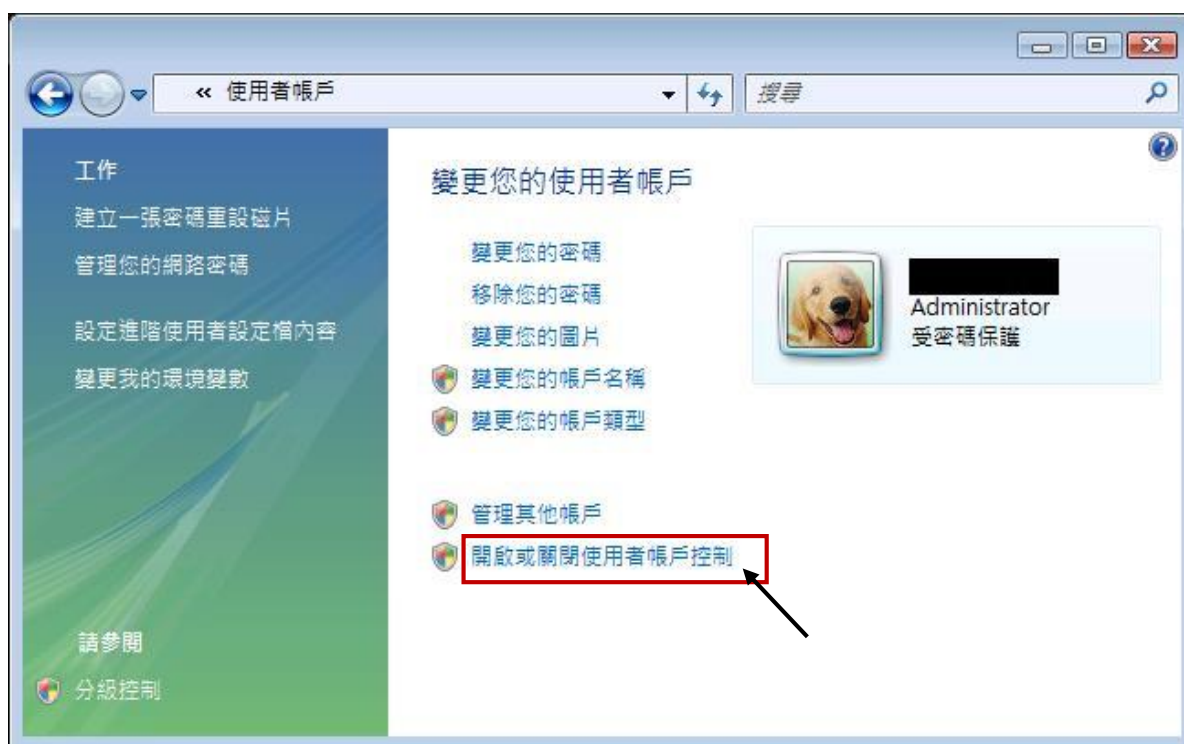 « 使用者帳戶
搜尋
工作
建立一張密碼重設磁片
管理您的網路密碼
設定進階使用者設定檔內容
變更我的環境變數
請參閱
分級控制
變更您的使用者帳戶
變更您的密碼
移除您的密碼
變更您的圖片
變更您的帳戶名稱
變更您的帳戶類型
管理其他帳戶
開啟或關閉使用者帳戶控制
Administrator
受密碼保護